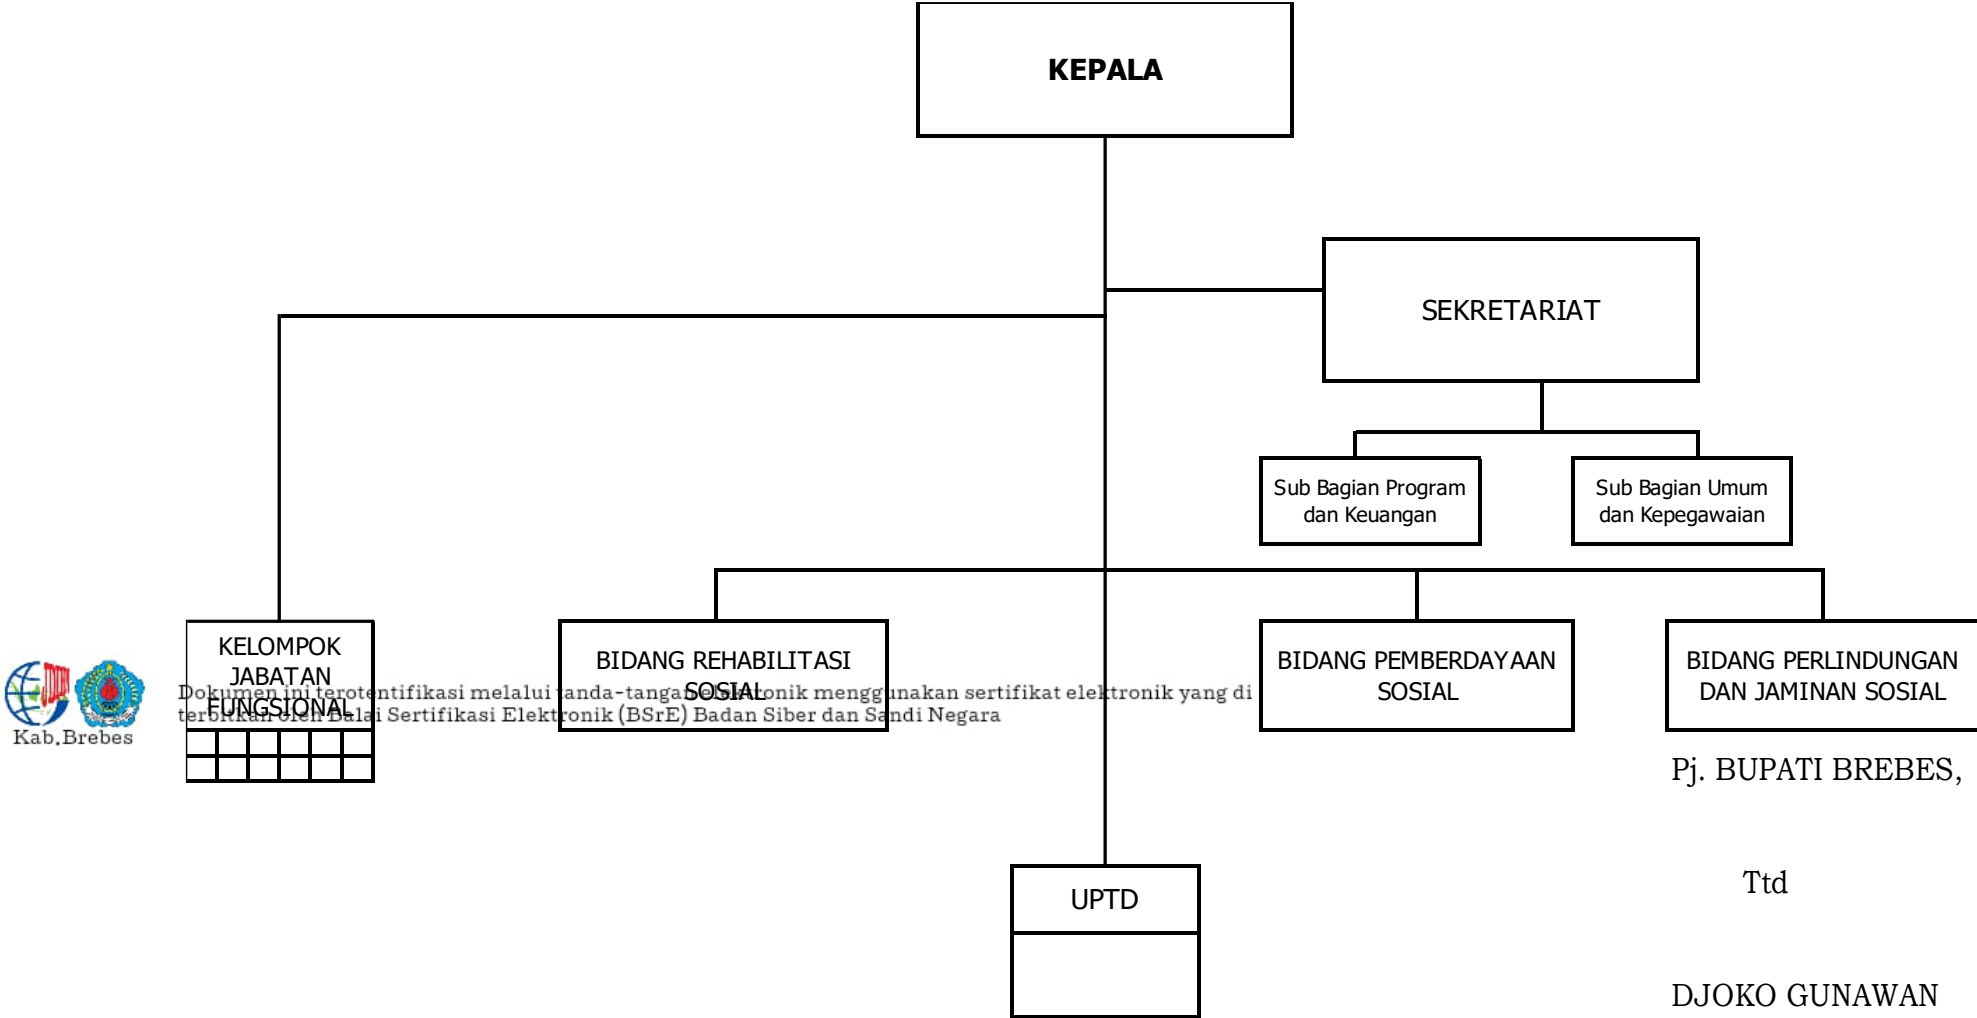 KEPALA
SEKRETARIAT
Sub Bagian Program
dan Keuangan
Sub Bagian Umum
dan Kepegawaian
KELOMPOK
JABATAN
FUNGSIONAL
BIDANG REHABILITASI
SOSIAL
BIDANG PEMBERDAYAAN
SOSIAL
BIDANG PERLINDUNGAN
DAN JAMINAN SOSIAL
Dokumen ini terotentifikasi melalui tanda-tangan elektronik menggunakan sertifikat elektronik yang di
terbitkan oleh Balai Sertifikasi Elektronik (BSrE) Badan Siber dan Sandi Negara
Kab.Brebes
UPTD
Pj. BUPATI BREBES,
Ttd
DJOKO GUNAWAN